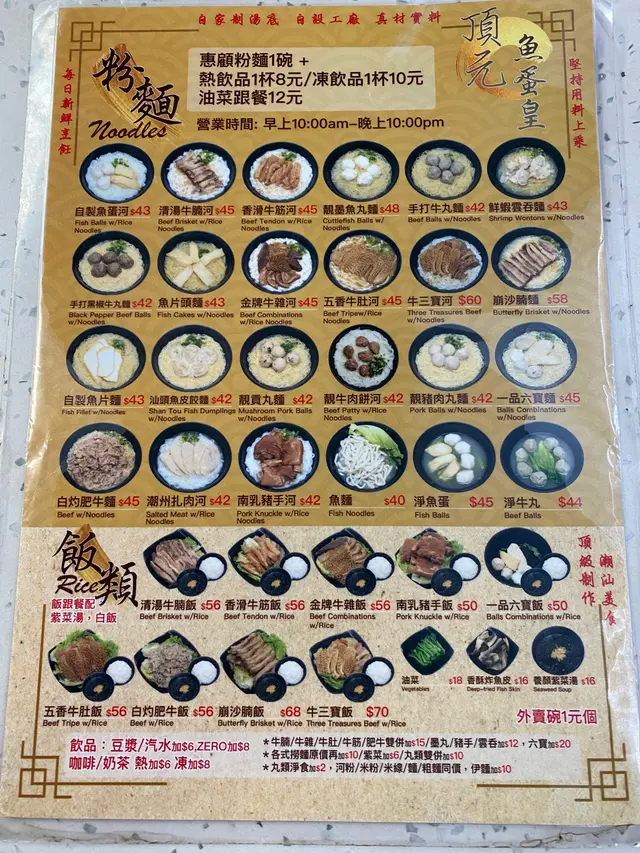 自家制湯底 自設工廠 真材實料
每日新鮮烹飪
粉麵
Noodles
惠顧粉麵1碗 +
熱飲品1杯8元/凍飲品1杯10元
油菜跟餐12元
營業時間: 早上10:00am-晚上10:00pm
頂元
魚蛋皇
堅持用料上乘
自製魚蛋河 $43
Fish Balls w/Rice Noodles
清湯牛腩河 $45
Beef Brisket w/Rice Noodles
香滑牛筋河 $45
Beef Tendon w/Rice Noodles
靚墨魚丸麵 $48
Cuttlefish Balls w/Noodles
手打牛丸麵 $42
Beef Balls w/Noodles
鮮蝦雲吞麵 $43
Shrimp Wontons w/Noodles
手打黑椒牛丸麵 $42
Black Pepper Beef Balls w/Noodles
魚片頭麵 $43
Fish Cakes w/Noodles
金牌牛雜河 $45
Beef Combinations w/Rice Noodles
五香牛肚河 $45
Beef Tripew/Rice Noodles
牛三寶河 $60
Three Treasures Beef w/Noodles
崩沙腩麵 $58
Butterfly Brisket w/Noodles
自製魚片麵 $43
Fish Fillet w/Noodles
汕頭魚皮餃麵 $42
Shan Tou Fish Dumplings w/Noodles
靚貢丸麵 $42
Mushroom Pork Balls w/Noodles
靚牛肉餅河 $42
Beef Patty w/Rice Noodles
靚豬肉丸麵 $42
Pork Balls w/Noodles
一品六寶麵 $45
Balls Combinations w/Noodles
白灼肥牛麵 $45
Beef w/Noodles
潮州扎肉河 $42
Salted Meat w/Rice Noodles
南乳豬手河 $42
Pork Knuckle w/Rice Noodles
魚麵 $40
Fish Noodles
淨魚蛋 $45
Fish Balls
淨牛丸 $44
Beef Balls
飯類
Rice
飯跟餐配
紫菜湯，白飯
頂級制作
潮汕美食
清湯牛腩飯 $56
Beef Brisket w/Rice
香滑牛筋飯 $56
Beef Tendon w/Rice
金牌牛雜飯 $56
Beef Combinations w/Rice
南乳豬手飯 $50
Pork Knuckle w/Rice
一品六寶飯 $50
Balls Combinations w/Rice
五香牛肚飯 $56
Beef Tripe w/Rice
白灼肥牛飯 $56
Beef w/Rice
崩沙腩飯 $68
Butterfly Brisket w/Rice
牛三寶飯 $70
Three Treasures Beef w/Rice
油菜 $18
Vegetables
香酥炸魚皮 $16
Deep-fried Fish Skin
養顏紫菜湯 $16
Seaweed Soup
外賣碗1元個
飲品：豆漿/汽水加$6,ZERO加$8
咖啡/奶茶 熱加$6 凍加$8
*牛腩/牛雜/牛肚/牛筋/肥牛雙併加$15/墨丸/豬手/雲吞加$12，六寶加$20
*各式撈麵原價再加$10/紫菜加$6/丸類雙併加$10
*丸類淨食加$2，河粉/米粉/米線/麵/粗麵同價，伊麵加$10